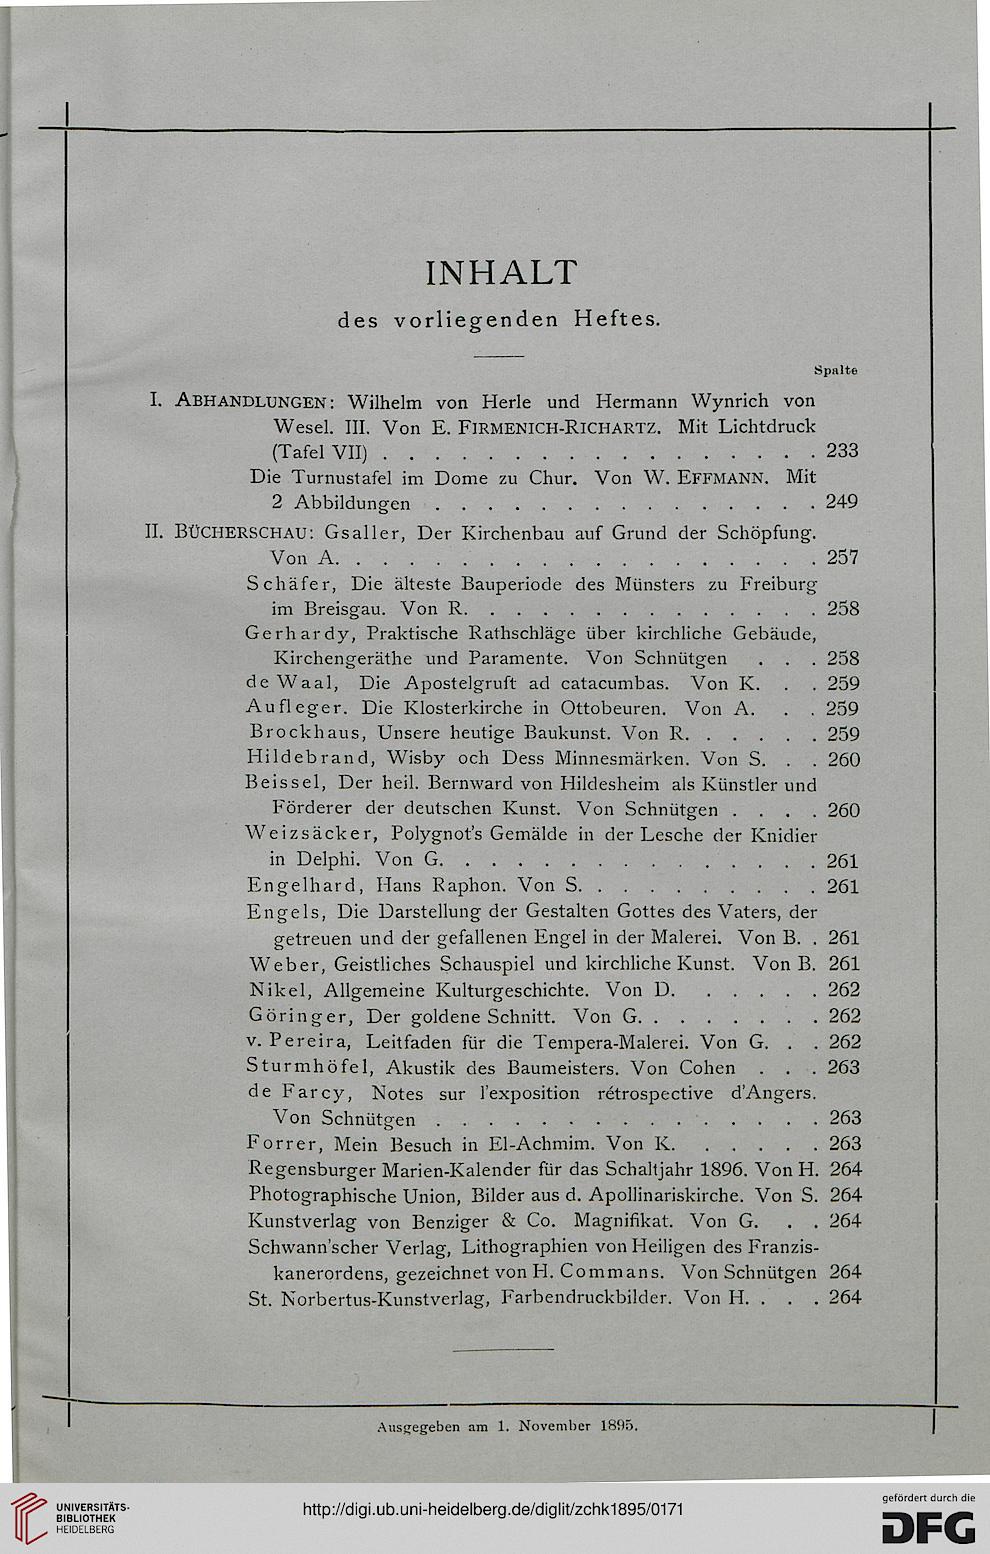 INHALT
des vorliegenden Heftes.
Spalte
I. ABHANDLUNGEN: Wilhelm von Herle und Hermann Wynrich von
Wesel. III. Von E. FIRMENICH-RICHARTZ. Mit Lichtdruck
(Tafel VII) . . . . . . . . . . . . . . . . . 233
Die Turnustafel im Dome zu Chur. Von W. EFFMANN. Mit
2 Abbildungen . . . . . . . . . . . . . . . 249
II. BÜCHERSCHAU: Gsaller, Der Kirchenbau auf Grund der Schöpfung.
Von A. . . . . . . . . . . . . . . . . . . 257
Schäfer, Die älteste Bauperiode des Münsters zu Freiburg
im Breisgau. Von R. . . . . . . . . . . . . . 258
Gerhardy, Praktische Rathschläge über kirchliche Gebäude,
Kirchengeräthe und Paramente. Von Schnütgen . . . 258
de Waal, Die Apostelgruft ad catacumbas. Von K. . . 259
Aufleger. Die Klosterkirche in Ottobeuren. Von A. . . 259
Brockhaus, Unsere heutige Baukunst. Von R. . . . . . 259
Hildebrand, Wisby och Dess Minnesmärken. Von S. . . 260
Beissel, Der heil. Bernward von Hildesheim als Künstler und
Förderer der deutschen Kunst. Von Schnütgen . . . . 260
Weizsäcker, Polygnot's Gemälde in der Lesche der Knidier
in Delphi. Von G. . . . . . . . . . . . . . . 261
Engelhard, Hans Raphon. Von S. . . . . . . . . . 261
Engels, Die Darstellung der Gestalten Gottes des Vaters, der
getreuen und der gefallenen Engel in der Malerei. Von B. . 261
Weber, Geistliches Schauspiel und kirchliche Kunst. Von B. 261
Nikel, Allgemeine Kulturgeschichte. Von D. . . . . . 262
Göringer, Der goldene Schnitt. Von G. . . . . . . . 262
v. Pereira, Leitfaden für die Tempera-Malerei. Von G. . . 262
Sturmhöfel, Akustik des Baumeisters. Von Cohen . . . 263
de Farcy, Notes sur l'exposition rétrospective d'Angers.
Von Schnütgen . . . . . . . . . . . . . . . 263
Forrer, Mein Besuch in El-Achmim. Von K. . . . . . 263
Regensburger Marien-Kalender für das Schaltjahr 1896. Von H. 264
Photographische Union, Bilder aus d. Apollinariskirche. Von S. 264
Kunstverlag von Benziger & Co. Magnifikat. Von G. . . 264
Schwann'scher Verlag, Lithographien von Heiligen des Franzis-
kanerordens, gezeichnet von H. Commans. Von Schnütgen 264
St. Norbertus-Kunstverlag, Farbendruckbilder. Von H. . . . 264
Ausgegeben am 1. November 1895.
UNIVERSITÄTS-
BIBLIOTHEK
HEIDELBERG
http://digi.ub.uni-heidelberg.de/diglit/zchk1895/0171
gefördert durch die
DFG